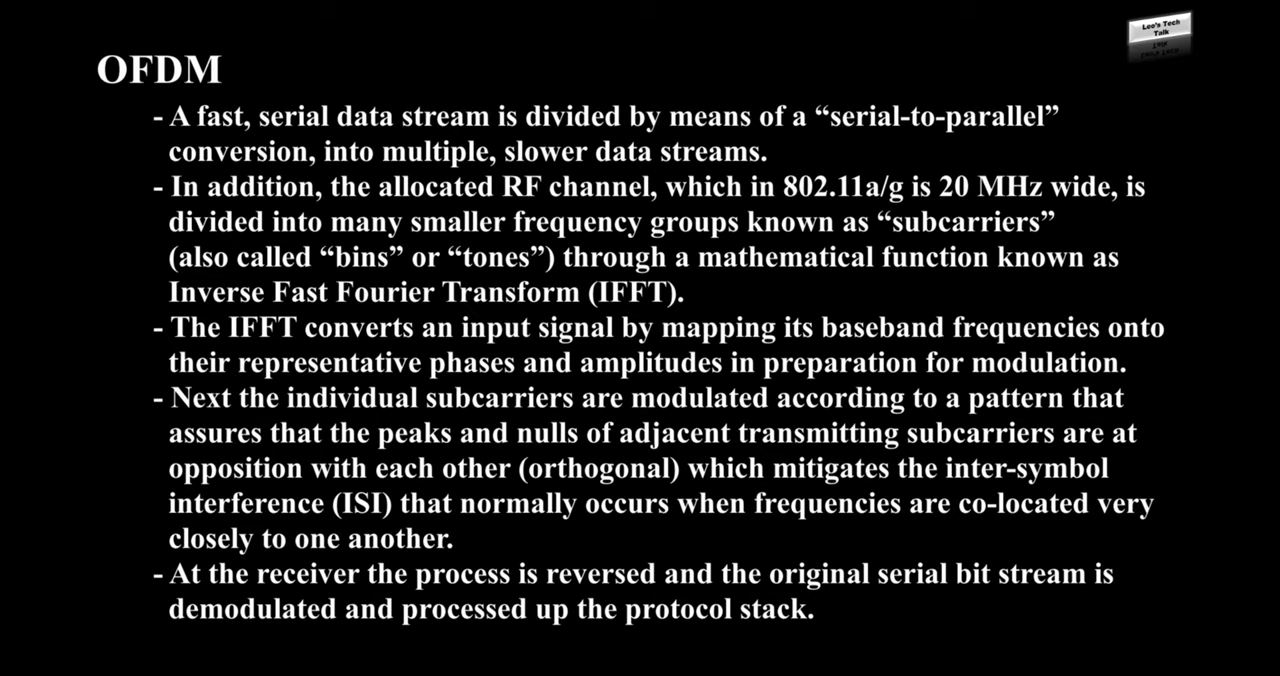 Leo's Tech
Talk
OFDM
- A fast, serial data stream is divided by means of a “serial-to-parallel”
conversion, into multiple, slower data streams.
- In addition, the allocated RF channel, which in 802.11a/g is 20 MHz wide, is
divided into many smaller frequency groups known as “subcarriers”
(also called “bins” or “tones”) through a mathematical function known as
Inverse Fast Fourier Transform (IFFT).
- The IFFT converts an input signal by mapping its baseband frequencies onto
their representative phases and amplitudes in preparation for modulation.
- Next the individual subcarriers are modulated according to a pattern that
assures that the peaks and nulls of adjacent transmitting subcarriers are at
opposition with each other (orthogonal) which mitigates the inter-symbol
interference (ISI) that normally occurs when frequencies are co-located very
closely to one another.
- At the receiver the process is reversed and the original serial bit stream is
demodulated and processed up the protocol stack.